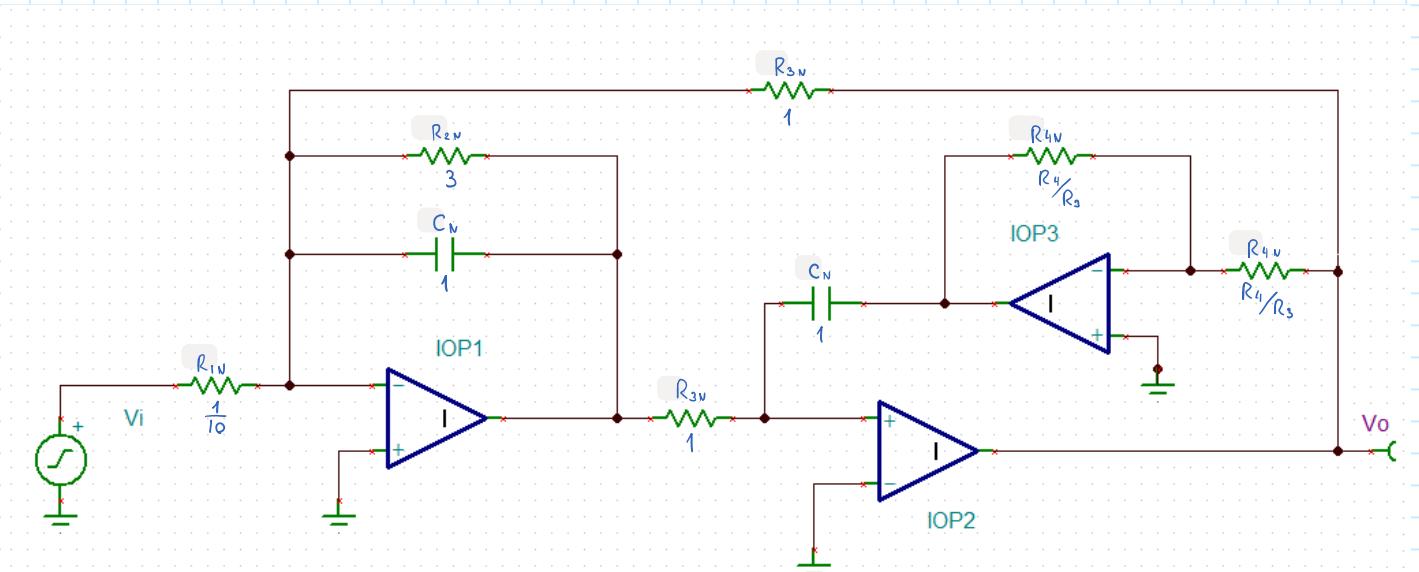 R3N
1
R2N
3
R4N
R4/R3
CN
1
IOP3
R4N
R4/R3
CN
1
IOP1
R1N
1/10
Vi
+
−
+
R3N
1
+
−
IOP2
−
+
Vo